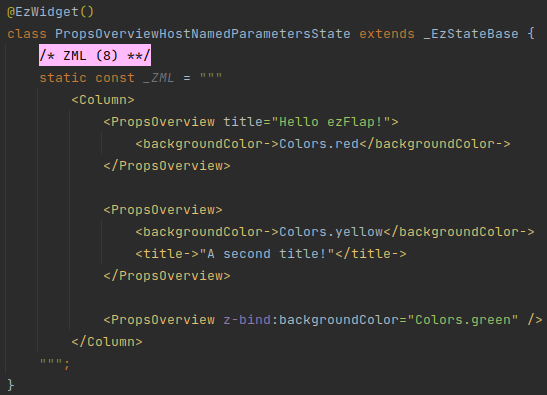 @EzWidget()
class PropsOverviewHostNamedParametersState extends _EzStateBase {
    /* ZML (8) **/
    static const _ZML = """
        <Column>
            <PropsOverview title="Hello ezFlap!">
                <backgroundColor->Colors.red</backgroundColor->
            </PropsOverview>

            <PropsOverview>
                <backgroundColor->Colors.yellow</backgroundColor->
                <title->"A second title!"</title->
            </PropsOverview>

            <PropsOverview z-bind:backgroundColor="Colors.green" />
        </Column>
    """;
}